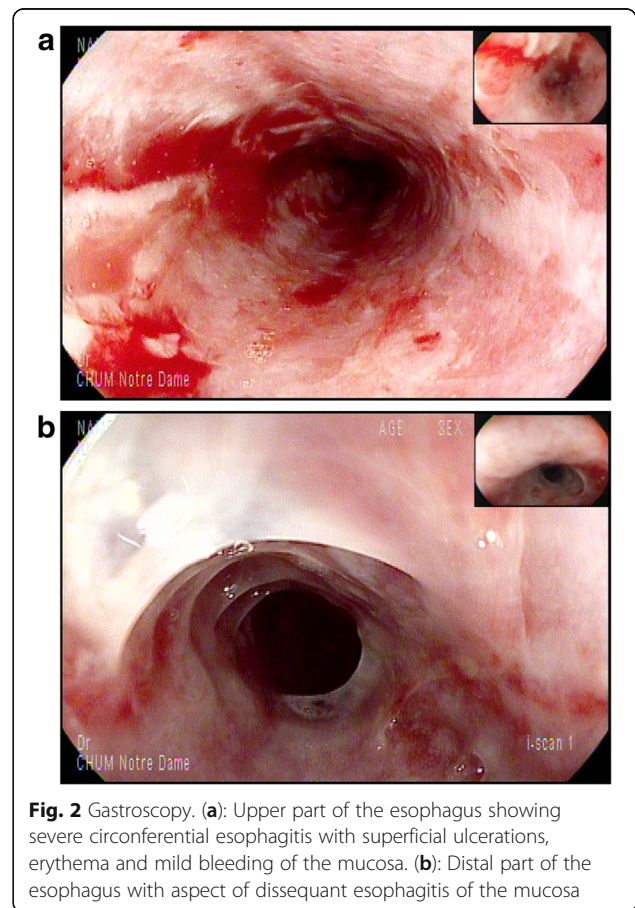 a
NA
Dr
CHUM Notre Dame
b
NA
AGE SEX
Dr
i-scan 1
CHUM Notre Dame
Fig. 2 Gastroscopy. (a): Upper part of the esophagus showing
severe circonferential esophagitis with superficial ulcerations,
erythema and mild bleeding of the mucosa. (b): Distal part of the
esophagus with aspect of dissequant esophagitis of the mucosa